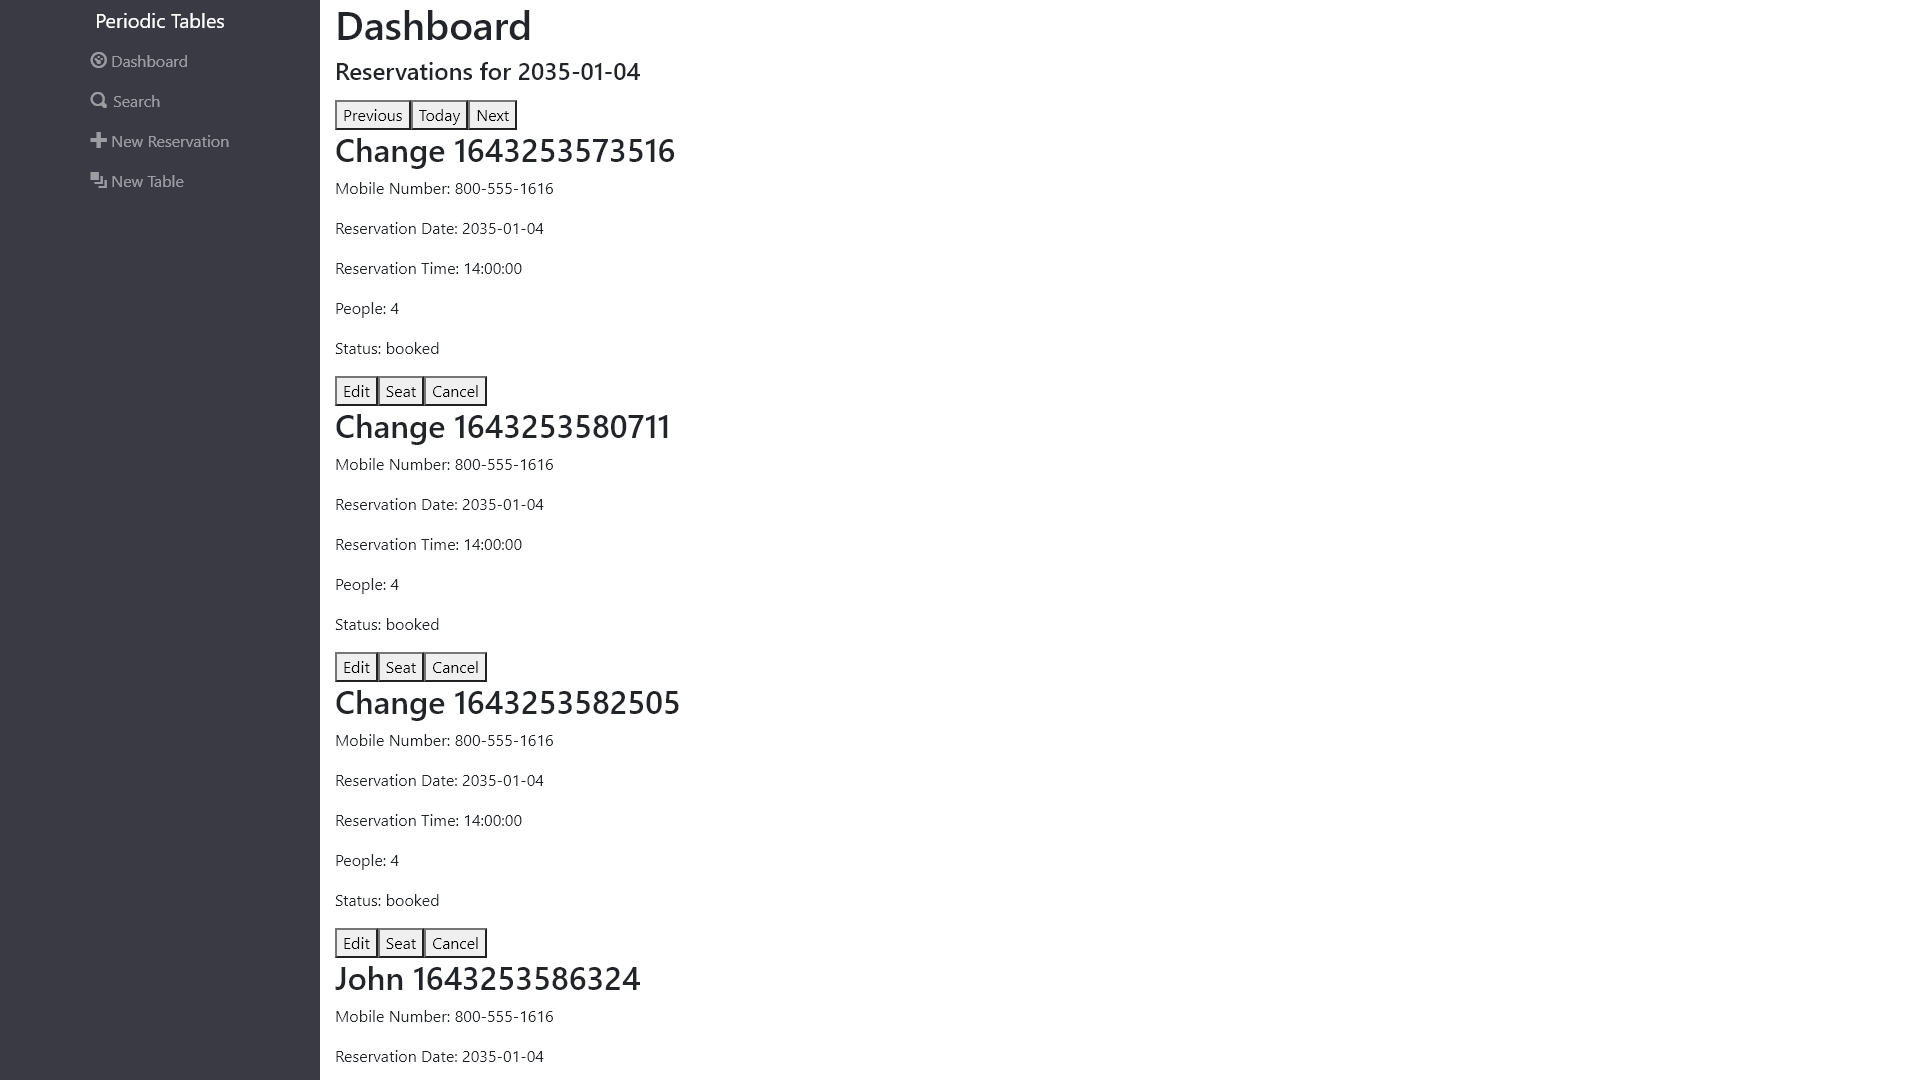 Periodic Tables
Dashboard
Search
New Reservation
New Table
Dashboard
Reservations for 2035-01-04
Previous Today Next
Change 1643253573516
Mobile Number: 800-555-1616
Reservation Date: 2035-01-04
Reservation Time: 14:00:00
People: 4
Status: booked
Edit Seat Cancel
Change 1643253580711
Mobile Number: 800-555-1616
Reservation Date: 2035-01-04
Reservation Time: 14:00:00
People: 4
Status: booked
Edit Seat Cancel
Change 1643253582505
Mobile Number: 800-555-1616
Reservation Date: 2035-01-04
Reservation Time: 14:00:00
People: 4
Status: booked
Edit Seat Cancel
John 1643253586324
Mobile Number: 800-555-1616
Reservation Date: 2035-01-04